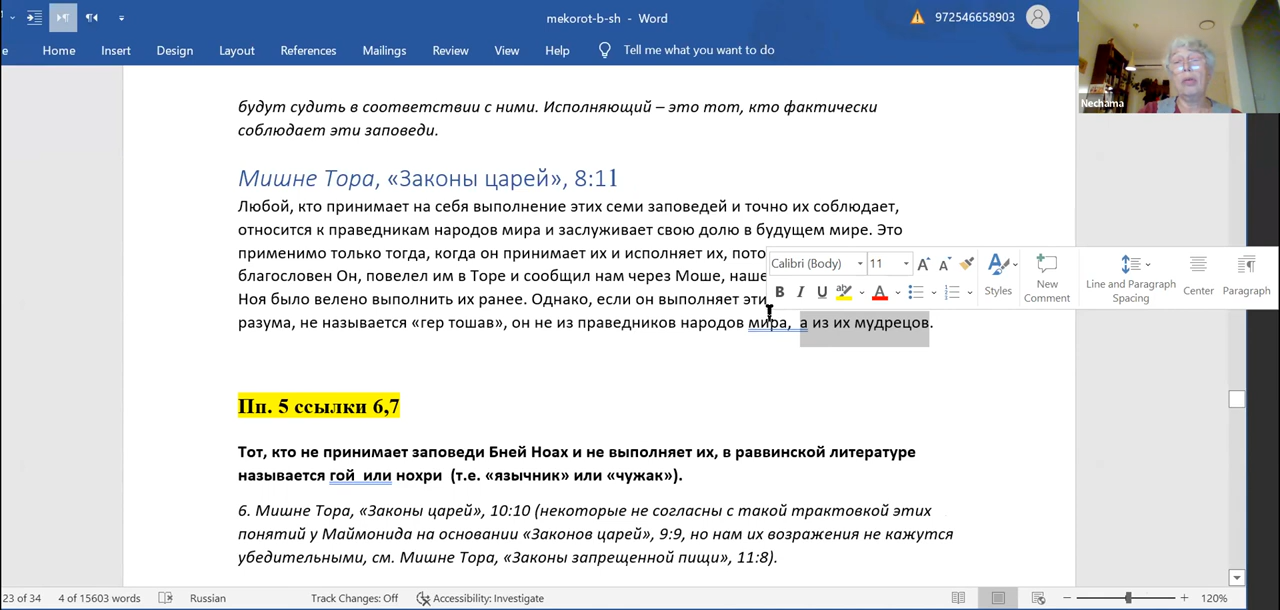 mekorot-b-sh - Word
972546658903
Home Insert Design Layout References Mailings Review View Help Tell me what you want to do
Nechama
будут судить в соответствии с ними. Исполняющий – это тот, кто фактически
соблюдает эти заповеди.
Мишне Тора, «Законы царей», 8:11
Любой, кто принимает на себя выполнение этих семи заповедей и точно их соблюдает,
относится к праведникам народов мира и заслуживает свою долю в будущем мире. Это
применимо только тогда, когда он принимает их и исполняет их, пото
благословен Он, повелел им в Торе и сообщил нам через Моше, наше
Ноя было велено выполнить их ранее. Однако, если он выполняет эти
разума, не называется «гер тошав», он не из праведников народов мира, а из их мудрецов.
Calibri (Body) 11
Styles
New
Comment
Line and Paragraph
Spacing
Center
Paragraph
Пп. 5 ссылки 6,7
Тот, кто не принимает заповеди Бней Ноах и не выполняет их, в раввинской литературе
называется гой или нохри (т.е. «язычник» или «чужак»).
6. Мишне Тора, «Законы царей», 10:10 (некоторые не согласны с такой трактовкой этих
понятий у Маймонида на основании «Законов царей», 9:9, но нам их возражения не кажутся
убедительными, см. Мишне Тора, «Законы запрещенной пищи», 11:8).
23 of 34 4 of 15603 words Russian Track Changes: Off Accessibility: Investigate 120%